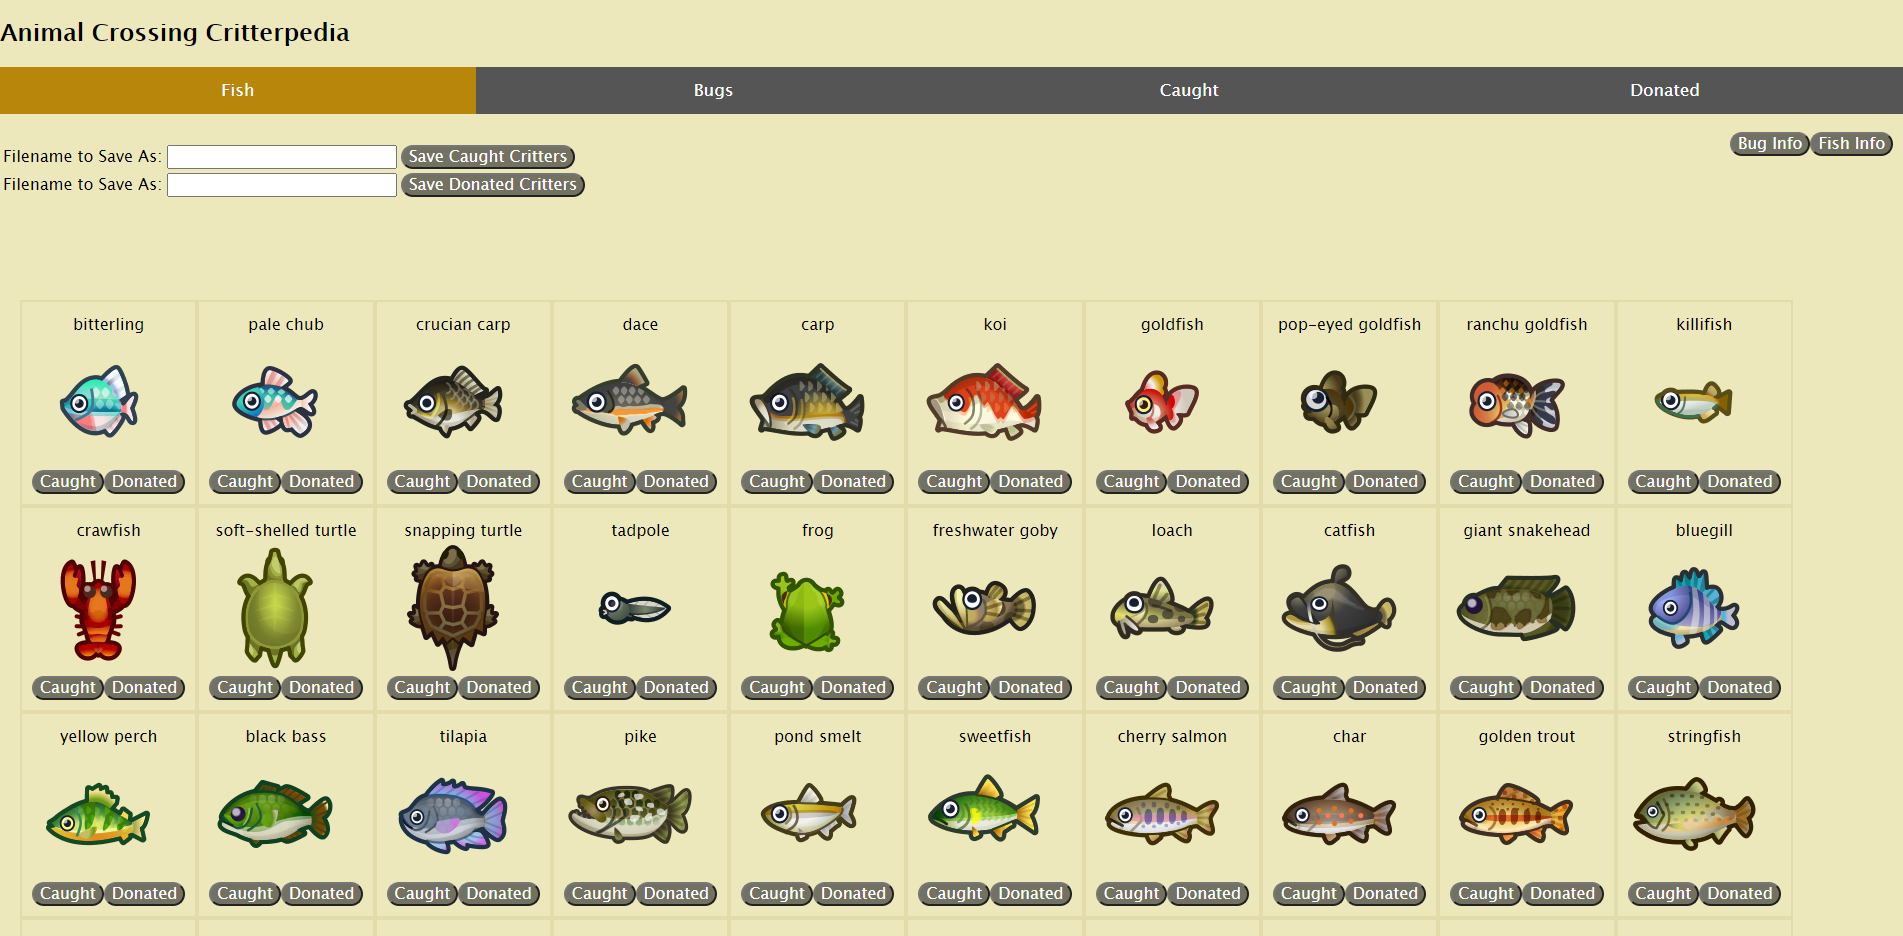 Animal Crossing Critterpedia
Fish Bugs Caught Donated
Bug Info Fish Info
Filename to Save As: Save Caught Critters
Filename to Save As: Save Donated Critters
bitterling pale chub crucian carp dace carp koi goldfish pop-eyed goldfish ranchu goldfish killifish
Caught Donated Caught Donated Caught Donated Caught Donated Caught Donated Caught Donated Caught Donated Caught Donated Caught Donated Caught Donated
crawfish soft-shelled turtle snapping turtle tadpole frog freshwater goby loach catfish giant snakehead bluegill
Caught Donated Caught Donated Caught Donated Caught Donated Caught Donated Caught Donated Caught Donated Caught Donated Caught Donated Caught Donated
yellow perch black bass tilapia pike pond smelt sweetfish cherry salmon char golden trout stringfish
Caught Donated Caught Donated Caught Donated Caught Donated Caught Donated Caught Donated Caught Donated Caught Donated Caught Donated Caught Donated